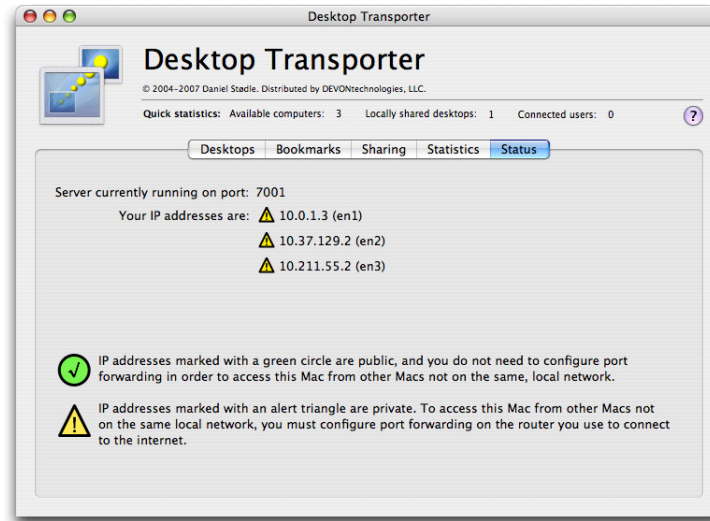 Desktop Transporter
Desktop Transporter
© 2004–2007 Daniel Stødle. Distributed by DEVONtechnologies, LLC.
Quick statistics: Available computers: 3 Locally shared desktops: 1 Connected users: 0 ?
Desktops Bookmarks Sharing Statistics Status
Server currently running on port: 7001
Your IP addresses are: 10.0.1.3 (en1)
10.37.129.2 (en2)
10.211.55.2 (en3)
IP addresses marked with a green circle are public, and you do not need to configure port
forwarding in order to access this Mac from other Macs not on the same, local network.
IP addresses marked with an alert triangle are private. To access this Mac from other Macs not
on the same local network, you must configure port forwarding on the router you use to connect
to the internet.